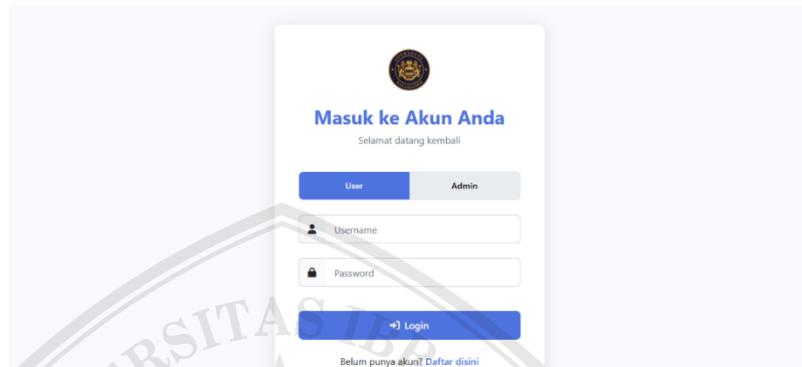 Masuk ke Akun Anda
Selamat datang kembali
User Admin
Username
Password
Login
Belum punya akun? Daftar disini